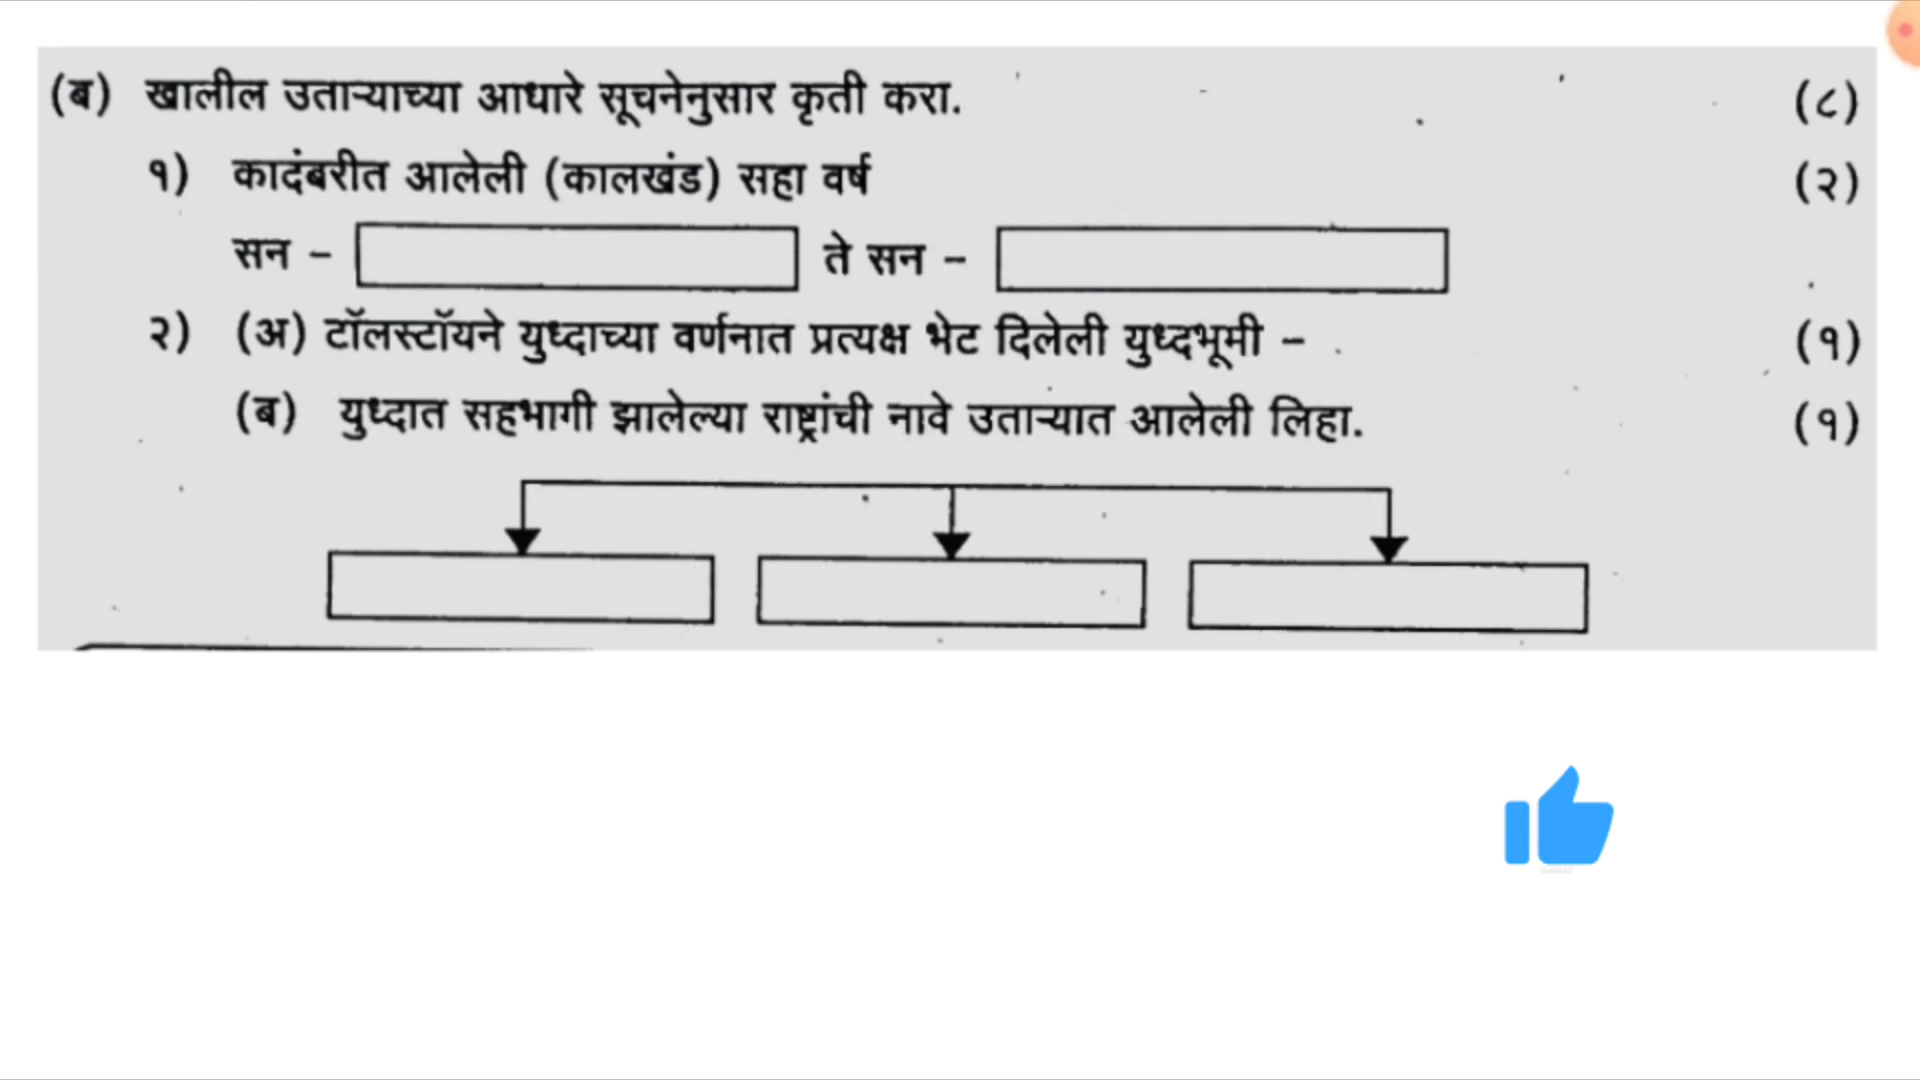 (ब) खालील उताऱ्याच्या आधारे सूचनेनुसार कृती करा. (८)
१) कादंबरीत आलेली (कालखंड) सहा वर्ष (२)
सन – ते सन –
२) (अ) टॉलस्टॉयने युध्दाच्या वर्णनात प्रत्यक्ष भेट दिलेली युध्दभूमी – (१)
(ब) युध्दात सहभागी झालेल्या राष्ट्रांची नावे उताऱ्यात आलेली लिहा. (१)